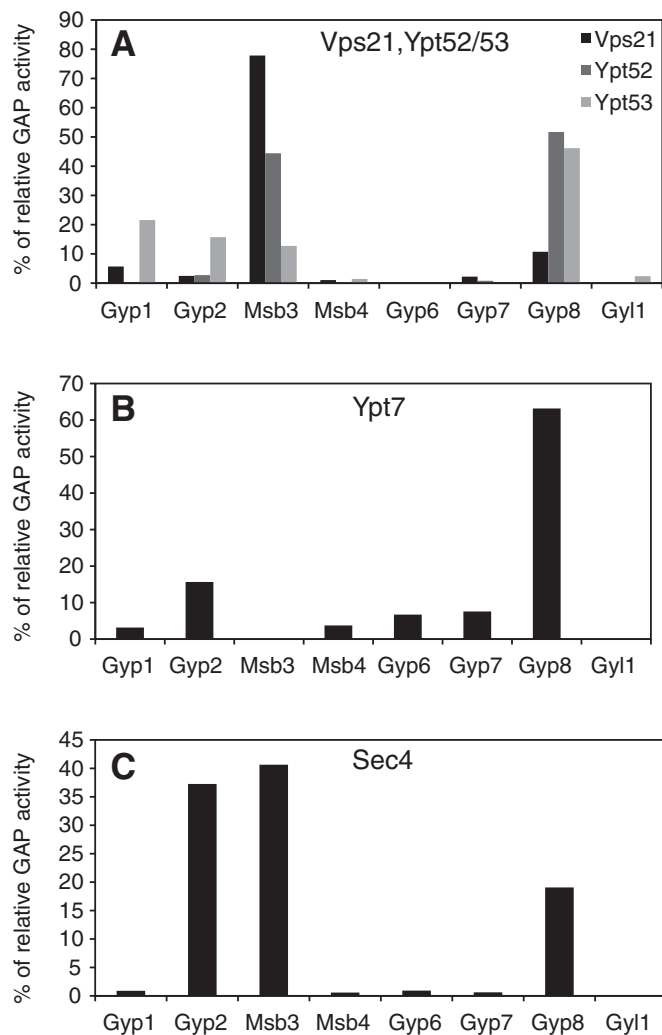 A
Vps21,Ypt52/53
Vps21
Ypt52
Ypt53
% of relative GAP activity
90
80
70
60
50
40
30
20
10
0
Gyp1 Gyp2 Msb3 Msb4 Gyp6 Gyp7 Gyp8 Gyl1
B
Ypt7
% of relative GAP activity
70
60
50
40
30
20
10
0
Gyp1 Gyp2 Msb3 Msb4 Gyp6 Gyp7 Gyp8 Gyl1
C
Sec4
% of relative GAP activity
45
40
35
30
25
20
15
10
5
0
Gyp1 Gyp2 Msb3 Msb4 Gyp6 Gyp7 Gyp8 Gyl1